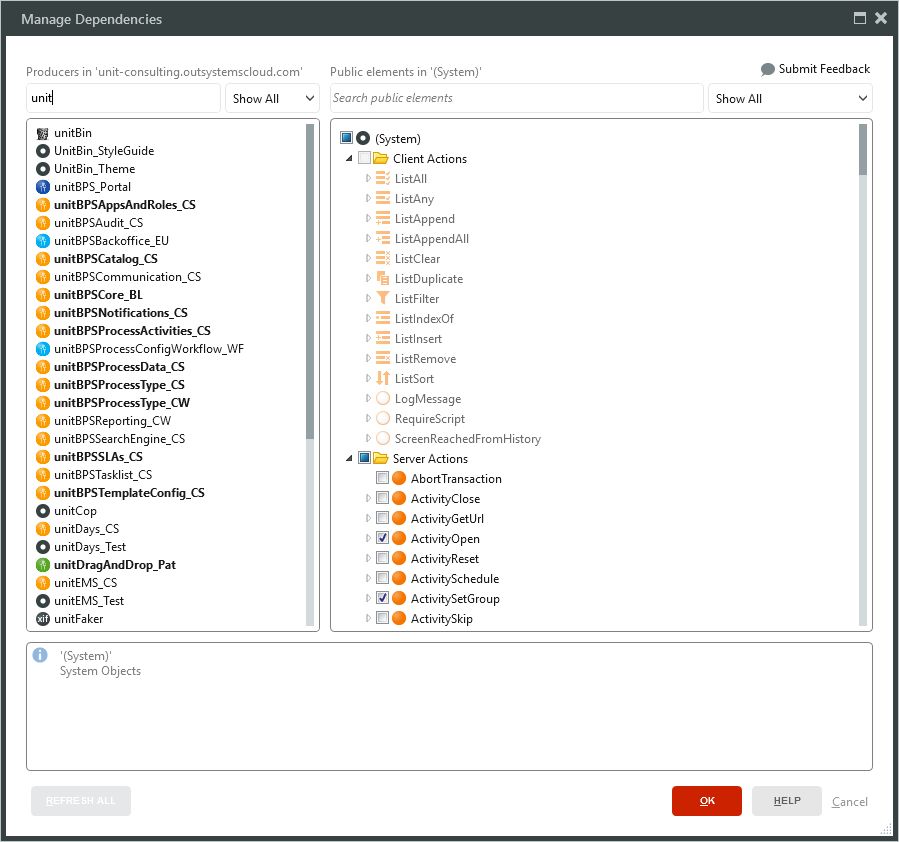 Manage Dependencies
Producers in 'unit-consulting.outsystemscloud.com'
Public elements in '(System)'
Submit Feedback
unit
Show All
Search public elements
Show All
unitBin
UnitBin_StyleGuide
UnitBin_Theme
unitBPS_Portal
unitBPSAppsAndRoles_CS
unitBPSAudit_CS
unitBPSBackoffice_EU
unitBPSCatalog_CS
unitBPSCommunication_CS
unitBPSCore_BL
unitBPSNotifications_CS
unitBPSProcessActivities_CS
unitBPSProcessConfigWorkflow_WF
unitBPSProcessData_CS
unitBPSProcessType_CS
unitBPSProcessType_CW
unitBPSReporting_CW
unitBPSSearchEngine_CS
unitBPSSLAs_CS
unitBPSTasklist_CS
unitBPSTemplateConfig_CS
unitCop
unitDays_CS
unitDays_Test
unitDragAndDrop_Pat
unitEMS_CS
unitEMS_Test
xif unitFaker
(System)
Client Actions
ListAll
ListAny
ListAppend
ListAppendAll
ListClear
ListDuplicate
ListFilter
ListIndexOf
ListInsert
ListRemove
ListSort
LogMessage
RequireScript
ScreenReachedFromHistory
Server Actions
AbortTransaction
ActivityClose
ActivityGetUrl
ActivityOpen
ActivityReset
ActivitySchedule
ActivitySetGroup
ActivitySkip
'(System)'
System Objects
REFRESH ALL
OK
HELP
Cancel